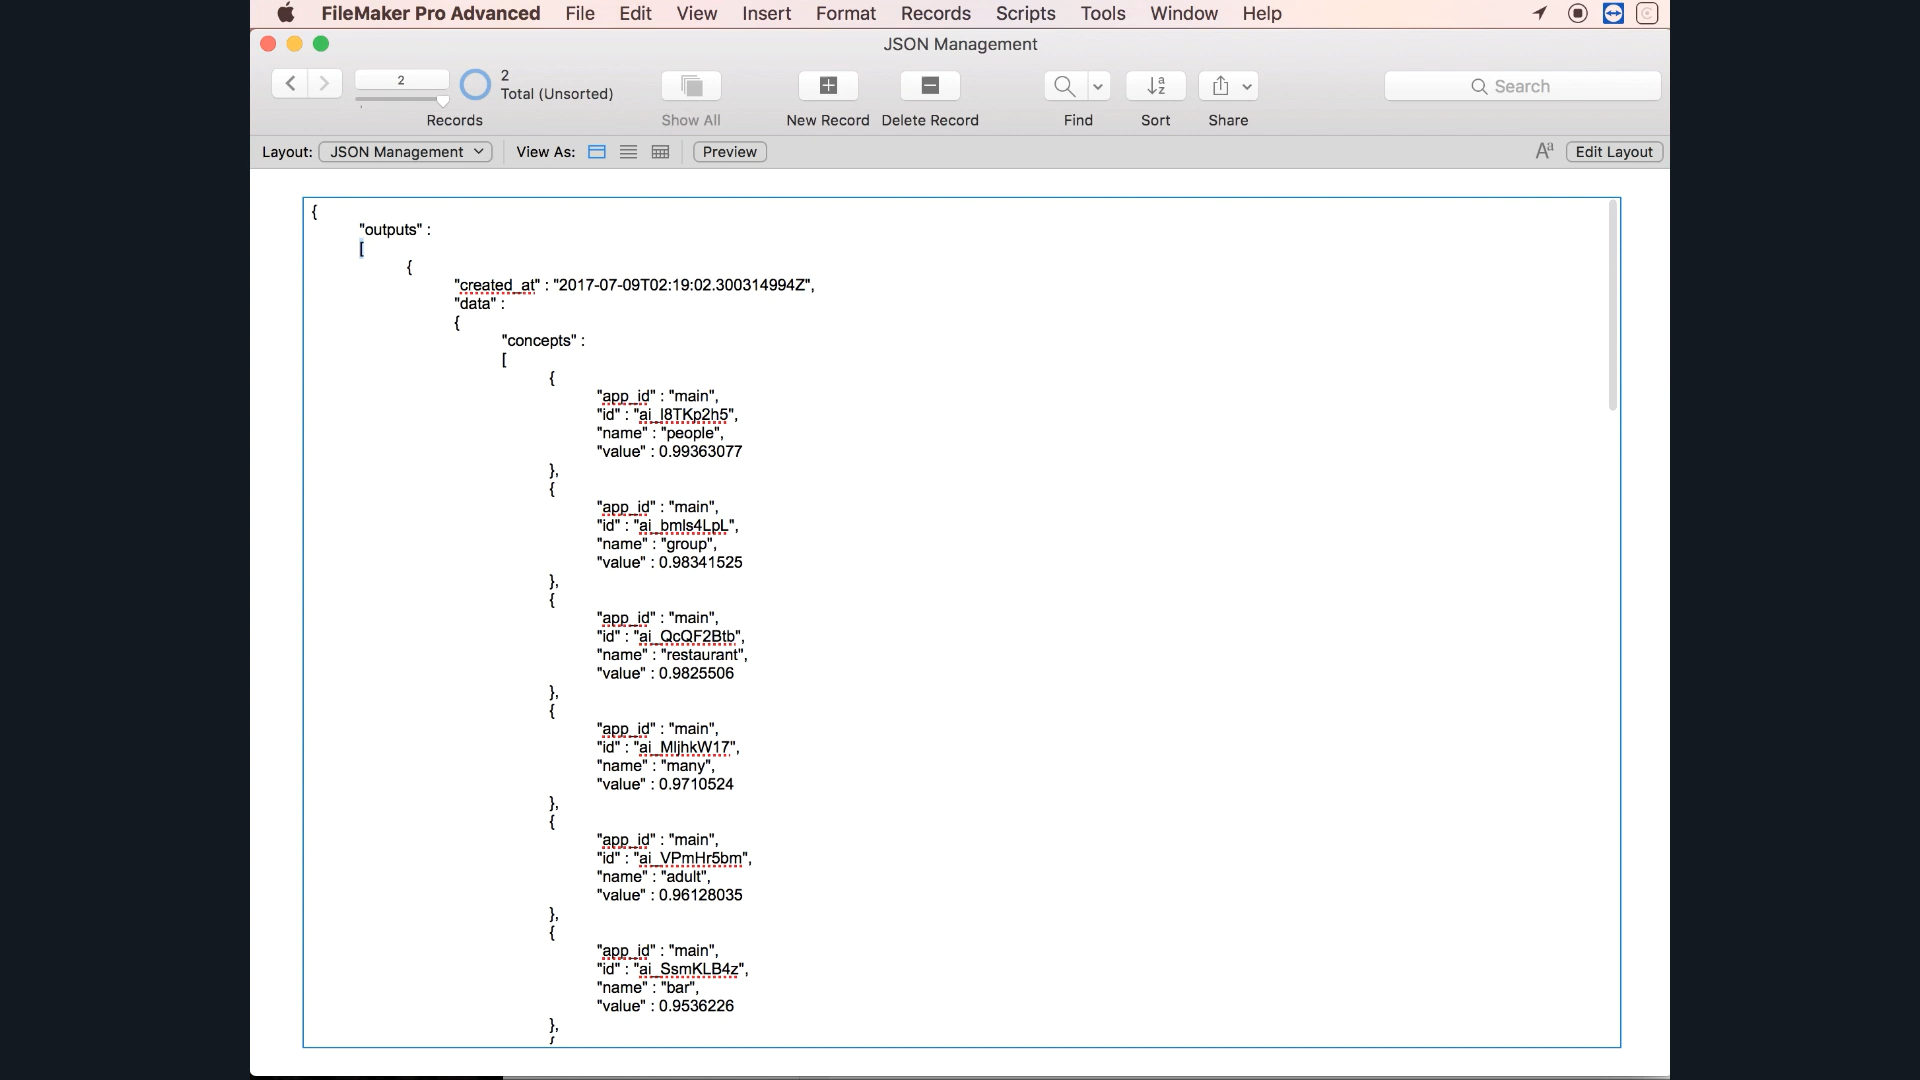 FileMaker Pro Advanced File Edit View Insert Format Records Scripts Tools Window Help
JSON Management
2
2
Total (Unsorted)
Search
Records
Show All
New Record
Delete Record
Find
Sort
Share
Layout: JSON Management View As: Preview
Aa Edit Layout
{
"outputs" :
[
{
"created_at" : "2017-07-09T02:19:02.300314994Z",
"data" :
{
"concepts" :
[
{
"app_id" : "main",
"id" : "ai_l8TKp2h5",
"name" : "people",
"value" : 0.99363077
},
{
"app_id" : "main",
"id" : "ai_bmls4LpL",
"name" : "group",
"value" : 0.98341525
},
{
"app_id" : "main",
"id" : "ai_QcQF2Btb",
"name" : "restaurant",
"value" : 0.9825506
},
{
"app_id" : "main",
"id" : "ai_MljhkW17",
"name" : "many",
"value" : 0.9710524
},
{
"app_id" : "main",
"id" : "ai_VPmHr5bm",
"name" : "adult",
"value" : 0.96128035
},
{
"app_id" : "main",
"id" : "ai_SsmKLB4z",
"name" : "bar",
"value" : 0.9536226
},
{